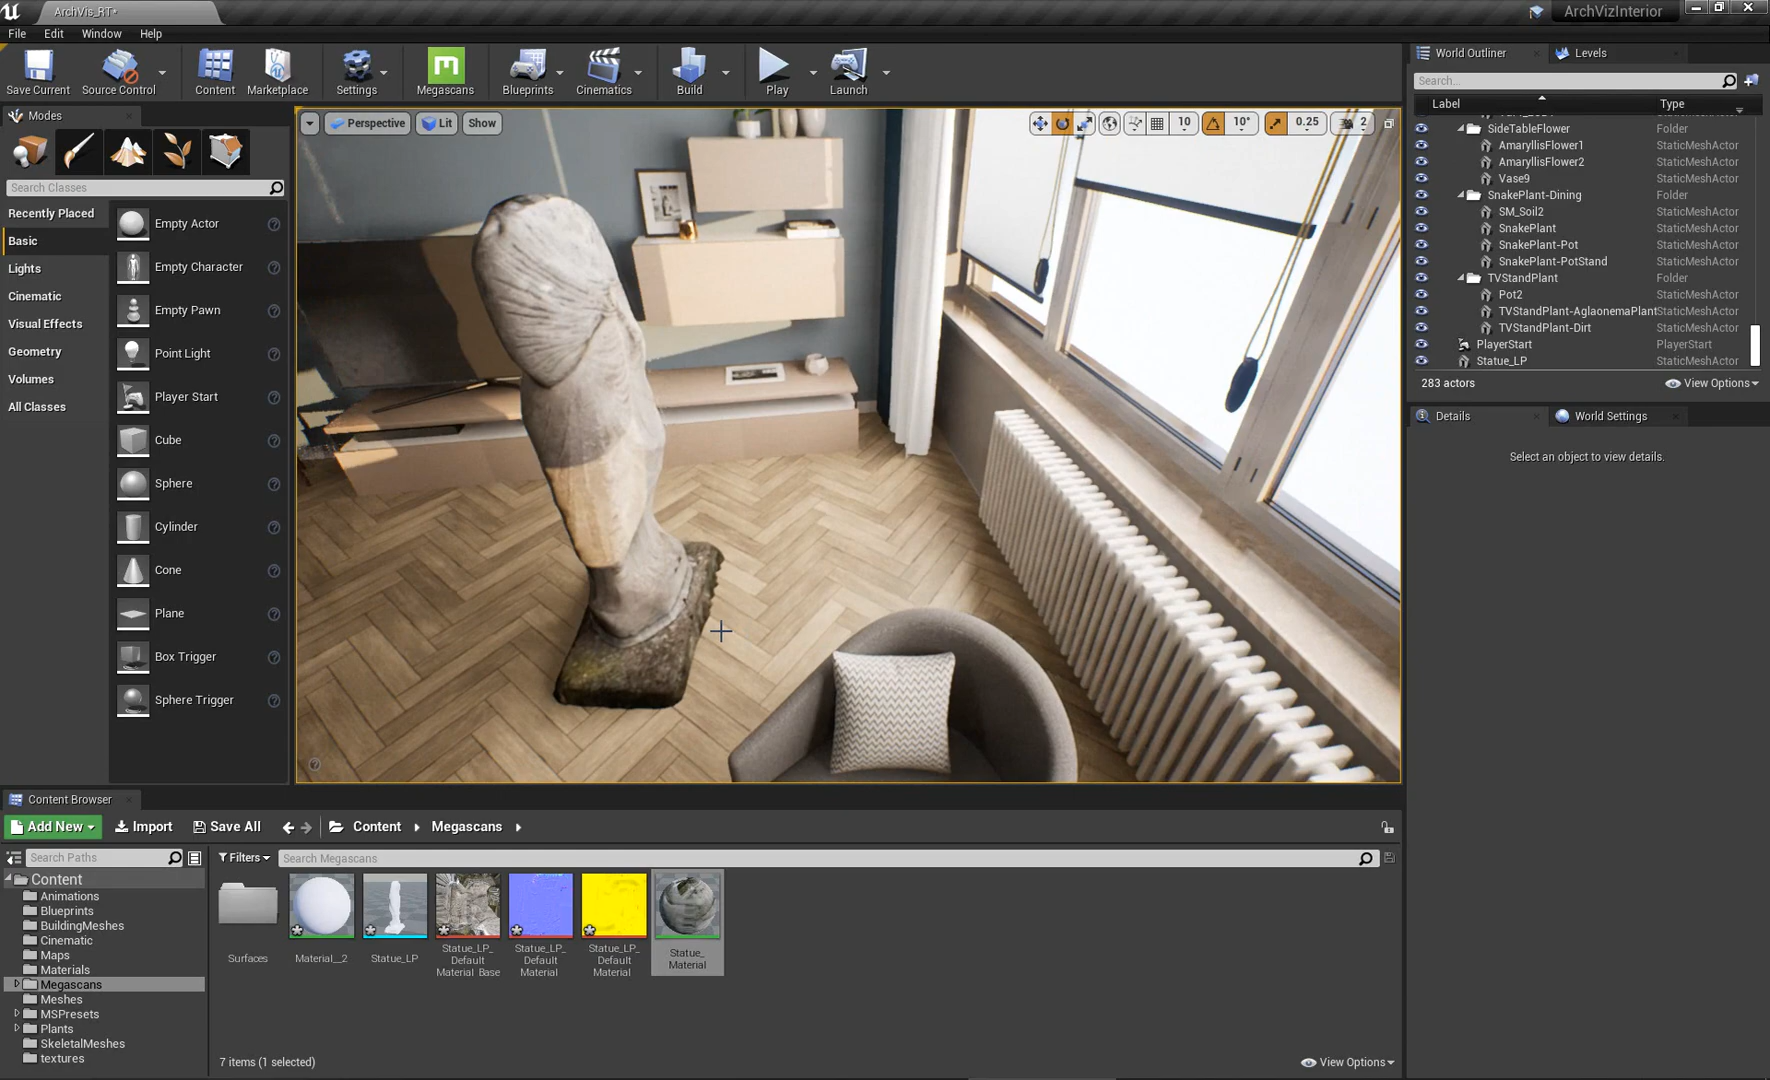 ArchVis_RT*
ArchVizInterior
File Edit Window Help
Save Current
Source Control
Content
Marketplace
Settings
Megascans
Blueprints
Cinematics
Build
Play
Launch
Modes
Search Classes
Recently Placed
Basic
Lights
Cinematic
Visual Effects
Geometry
Volumes
All Classes
Empty Actor
Empty Character
Empty Pawn
Point Light
Player Start
Cube
Sphere
Cylinder
Cone
Plane
Box Trigger
Sphere Trigger
Perspective Lit Show
10 10° 0.25 2
World Outliner Levels
Search...
Label Type
SideTableFlower Folder
AmaryllisFlower1 StaticMeshActor
AmaryllisFlower2 StaticMeshActor
Vase9 StaticMeshActor
SnakePlant-Dining Folder
SM_Soil2 StaticMeshActor
SnakePlant StaticMeshActor
SnakePlant-Pot StaticMeshActor
SnakePlant-PotStand StaticMeshActor
TVStandPlant Folder
Pot2 StaticMeshActor
TVStandPlant-AglaonemaPlant StaticMeshActor
TVStandPlant-Dirt StaticMeshActor
PlayerStart PlayerStart
Statue_LP StaticMeshActor
283 actors View Options
Details World Settings
Select an object to view details.
Content Browser
Add New Import Save All Content Megascans
Search Paths
Filters Search Megascans
Content
Animations
Blueprints
BuildingMeshes
Cinematic
Maps
Materials
Megascans
Meshes
MSPresets
Plants
SkeletalMeshes
textures
Surfaces
Material__2
Statue_LP
Statue_LP_
Default
Material_Base
Statue_LP_
Default
Material
Statue_LP_
Default
Material
Statue_
Material
7 items (1 selected) View Options